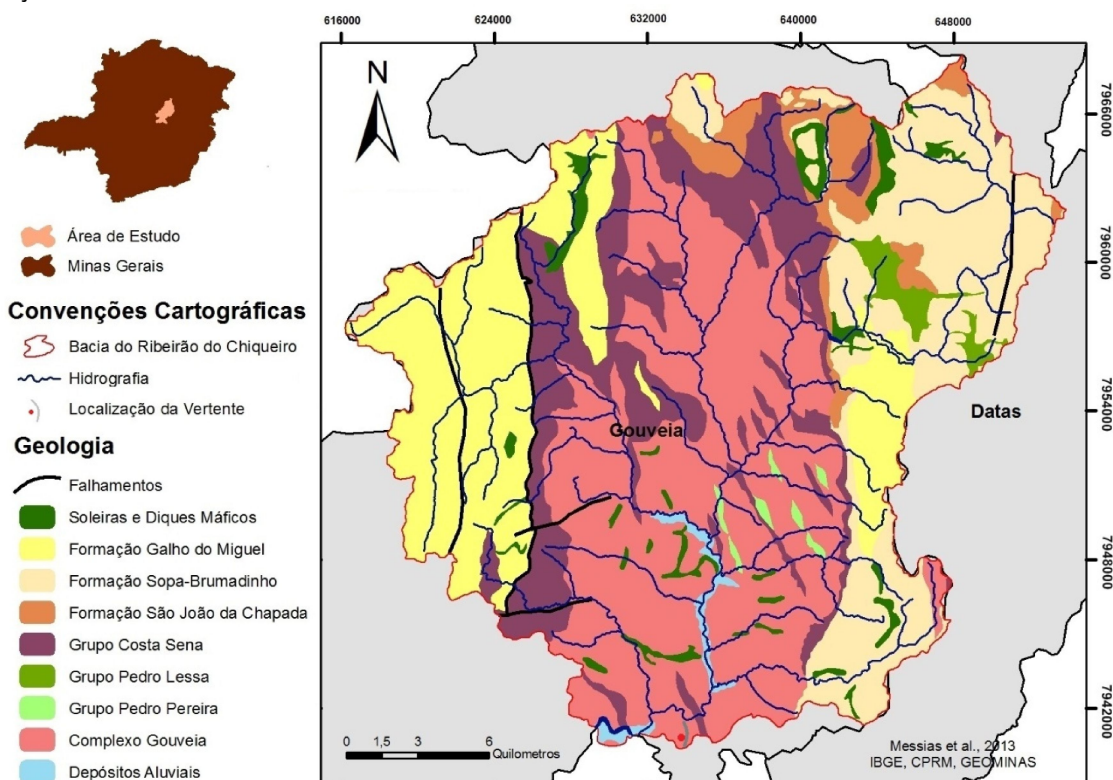 616000 624000 632000 640000 648000
N
7966000
7960000
7954000
7948000
7942000
Área de Estudo
Minas Gerais
Convenções Cartográficas
Bacia do Ribeirão do Chiqueiro
Hidrografia
Localização da Vertente
Geologia
Falhamentos
Soleiras e Diques Máficos
Formação Galho do Miguel
Formação Sopa-Brumadinho
Formação São João da Chapada
Grupo Costa Sena
Grupo Pedro Lessa
Grupo Pedro Pereira
Complexo Gouveia
Depósitos Aluviais
Gouveia
Datas
0 1,5 3 6
Quilometros
Messias et al., 2013
IBGE, CPRM, GEOMINAS